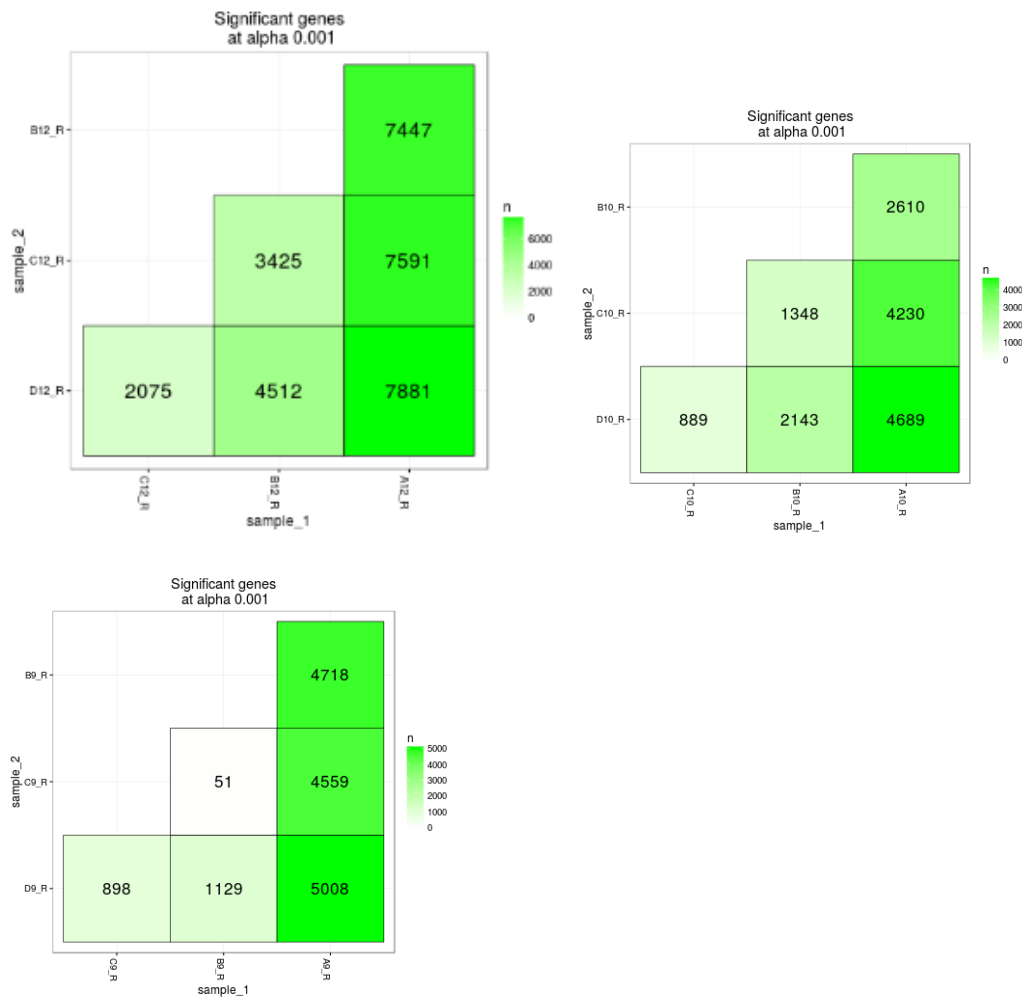 Significant genes
at alpha 0.001
B12_R
7447
sample_2
C12_R
3425
7591
D12_R
2075
4512
7881
C12_R
B12_R
A12_R
sample_1
n
6000
4000
2000
0
Significant genes
at alpha 0.001
B10_R
2610
sample_2
C10_R
1348
4230
D10_R
889
2143
4689
C10_R
B10_R
A10_R
sample_1
n
4000
3000
2000
1000
0
Significant genes
at alpha 0.001
B9_R
4718
sample_2
C9_R
51
4559
D9_R
898
1129
5008
C9_R
B9_R
A9_R
sample_1
n
5000
4000
3000
2000
1000
0